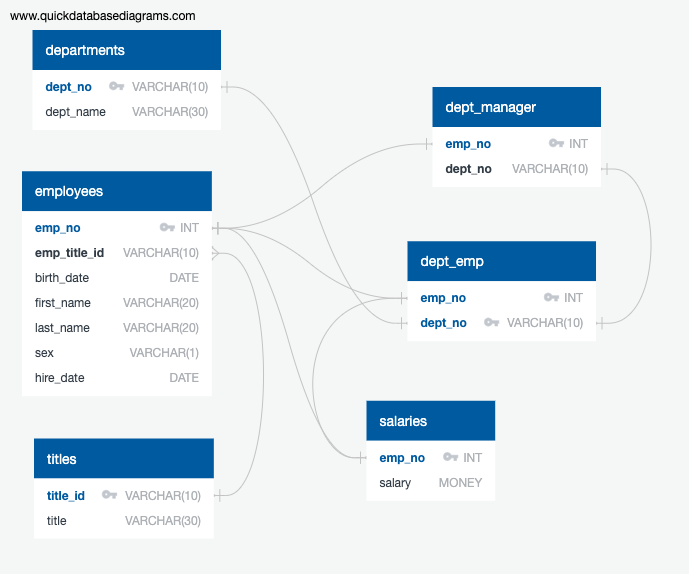 www.quickdatabasediagrams.com
departments
dept_no VARCHAR(10)
dept_name VARCHAR(30)
employees
emp_no INT
emp_title_id VARCHAR(10)
birth_date DATE
first_name VARCHAR(20)
last_name VARCHAR(20)
sex VARCHAR(1)
hire_date DATE
titles
title_id VARCHAR(10)
title VARCHAR(30)
dept_manager
emp_no INT
dept_no VARCHAR(10)
dept_emp
emp_no INT
dept_no VARCHAR(10)
salaries
emp_no INT
salary MONEY